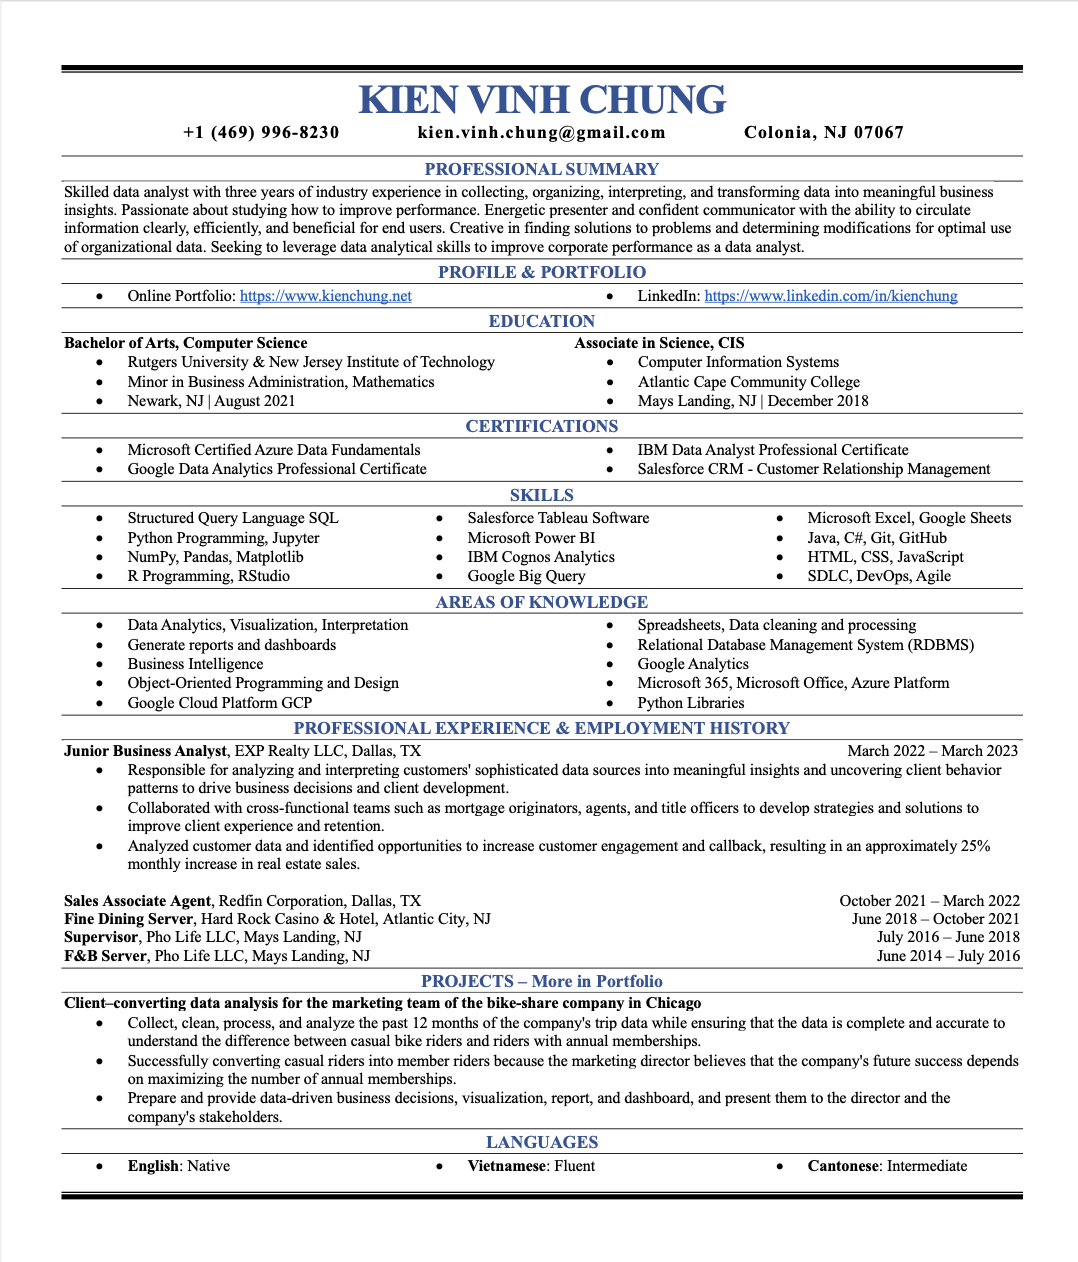 KIEN VINH CHUNG
+1 (469) 996-8230 kien.vinh.chung@gmail.com Colonia, NJ 07067
PROFESSIONAL SUMMARY
Skilled data analyst with three years of industry experience in collecting, organizing, interpreting, and transforming data into meaningful business
insights. Passionate about studying how to improve performance. Energetic presenter and confident communicator with the ability to circulate
information clearly, efficiently, and beneficial for end users. Creative in finding solutions to problems and determining modifications for optimal use
of organizational data. Seeking to leverage data analytical skills to improve corporate performance as a data analyst.
PROFILE & PORTFOLIO
• Online Portfolio: https://www.kienchung.net • LinkedIn: https://www.linkedin.com/in/kienchung
EDUCATION
Bachelor of Arts, Computer Science Associate in Science, CIS
• Rutgers University & New Jersey Institute of Technology • Computer Information Systems
• Minor in Business Administration, Mathematics • Atlantic Cape Community College
• Newark, NJ | August 2021 • Mays Landing, NJ | December 2018
CERTIFICATIONS
• Microsoft Certified Azure Data Fundamentals • IBM Data Analyst Professional Certificate
• Google Data Analytics Professional Certificate • Salesforce CRM - Customer Relationship Management
SKILLS
• Structured Query Language SQL • Salesforce Tableau Software • Microsoft Excel, Google Sheets
• Python Programming, Jupyter • Microsoft Power BI • Java, C#, Git, GitHub
• NumPy, Pandas, Matplotlib • IBM Cognos Analytics • HTML, CSS, JavaScript
• R Programming, RStudio • Google Big Query • SDLC, DevOps, Agile
AREAS OF KNOWLEDGE
• Data Analytics, Visualization, Interpretation • Spreadsheets, Data cleaning and processing
• Generate reports and dashboards • Relational Database Management System (RDBMS)
• Business Intelligence • Google Analytics
• Object-Oriented Programming and Design • Microsoft 365, Microsoft Office, Azure Platform
• Google Cloud Platform GCP • Python Libraries
PROFESSIONAL EXPERIENCE & EMPLOYMENT HISTORY
Junior Business Analyst, EXP Realty LLC, Dallas, TX March 2022 – March 2023
• Responsible for analyzing and interpreting customers' sophisticated data sources into meaningful insights and uncovering client behavior
patterns to drive business decisions and client development.
• Collaborated with cross-functional teams such as mortgage originators, agents, and title officers to develop strategies and solutions to
improve client experience and retention.
• Analyzed customer data and identified opportunities to increase customer engagement and callback, resulting in an approximately 25%
monthly increase in real estate sales.
Sales Associate Agent, Redfin Corporation, Dallas, TX October 2021 – March 2022
Fine Dining Server, Hard Rock Casino & Hotel, Atlantic City, NJ June 2018 – October 2021
Supervisor, Pho Life LLC, Mays Landing, NJ July 2016 – June 2018
F&B Server, Pho Life LLC, Mays Landing, NJ June 2014 – July 2016
PROJECTS – More in Portfolio
Client–converting data analysis for the marketing team of the bike-share company in Chicago
• Collect, clean, process, and analyze the past 12 months of the company's trip data while ensuring that the data is complete and accurate to
understand the difference between casual bike riders and riders with annual memberships.
• Successfully converting casual riders into member riders because the marketing director believes that the company's future success depends
on maximizing the number of annual memberships.
• Prepare and provide data-driven business decisions, visualization, report, and dashboard, and present them to the director and the
company's stakeholders.
LANGUAGES
• English: Native • Vietnamese: Fluent • Cantonese: Intermediate